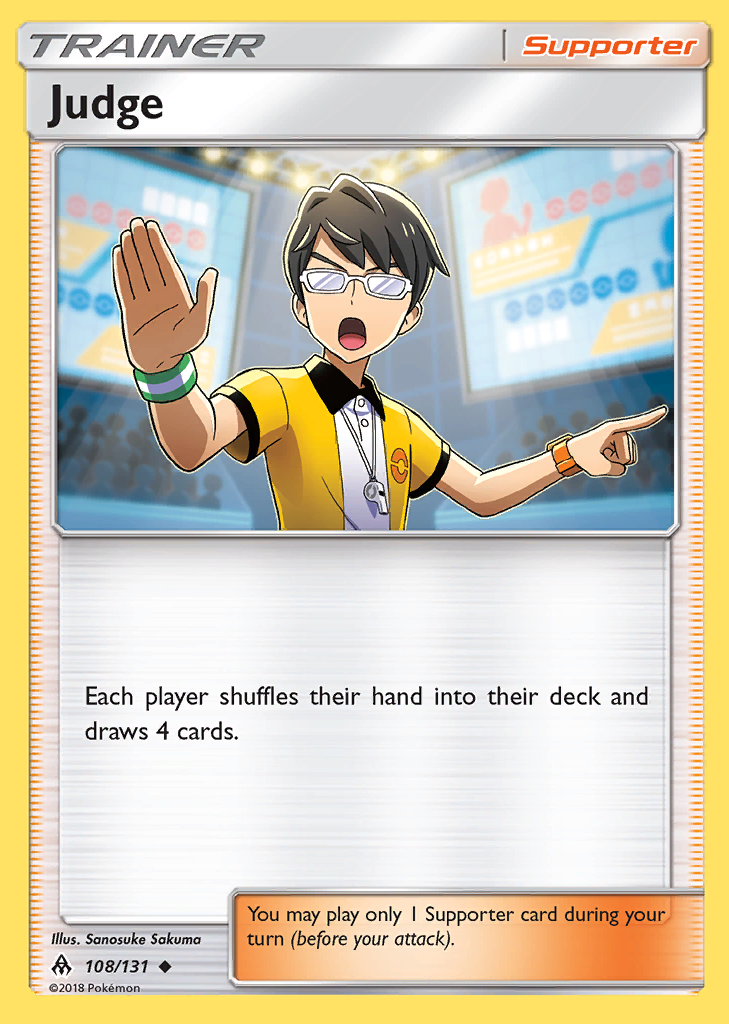 TRAINER
Supporter
Judge
Each player shuffles their hand into their deck and
draws 4 cards.
You may play only 1 Supporter card during your
turn (before your attack).
Illus. Sanosuke Sakuma
108/131
©2018 Pokémon